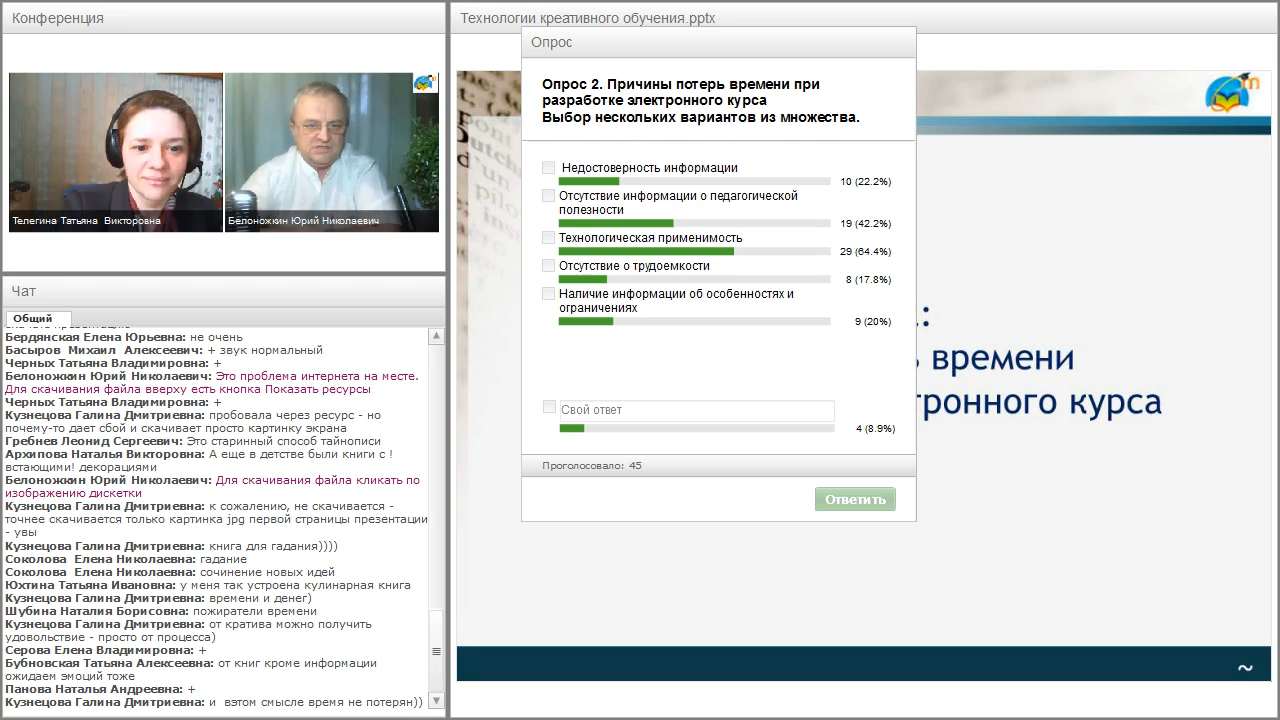 Конференция
Телегина Татьяна Викторовна
Белоножкин Юрий Николаевич
Чат
Общий
Бердянская Елена Юрьевна: не очень
Басыров Михаил Алексеевич: + звук нормальный
Черных Татьяна Владимировна: +
Белоножкин Юрий Николаевич: Это проблема интернета на месте.
Для скачивания файла вверху есть кнопка Показать ресурсы
Черных Татьяна Владимировна: +
Кузнецова Галина Дмитриевна: пробовала через ресурс - но
почему-то дает сбой и скачивает просто картинку экрана
Гребнев Леонид Сергеевич: Это старинный способ тайнописи
Архипова Наталья Викторовна: А еще в детстве были книги с !
встающими! декорациями
Белоножкин Юрий Николаевич: Для скачивания файла кликать по
изображению дискетки
Кузнецова Галина Дмитриевна: к сожалению, не скачивается -
точнее скачивается только картинка jpg первой страницы презентации
- увы
Кузнецова Галина Дмитриевна: книга для гадания))))
Соколова Елена Николаевна: гадание
Соколова Елена Николаевна: сочинение новых идей
Юхтина Татьяна Ивановна: у меня так устроена кулинарная книга
Кузнецова Галина Дмитриевна: времени и денег)
Шубина Наталия Борисовна: пожиратели времени
Кузнецова Галина Дмитриевна: от кратива можно получить
удовольствие - просто от процесса)
Серова Елена Владимировна: +
Бубновская Татьяна Алексеевна: от книг кроме информации
ожидаем эмоций тоже
Панова Наталья Андреевна: +
Кузнецова Галина Дмитриевна: и вэтом смысле время не потерян))
Технологии креативного обучения.pptx
Опрос
Опрос 2. Причины потерь времени при
разработке электронного курса
Выбор нескольких вариантов из множества.
Недостоверность информации
10 (22.2%)
Отсутствие информации о педагогической
полезности
19 (42.2%)
Технологическая применимость
29 (64.4%)
Отсутствие о трудоемкости
8 (17.8%)
Наличие информации об особенностях и
ограничениях
9 (20%)
Свой ответ
4 (8.9%)
Проголосовало: 45
Ответить
времени
тронного курса
~